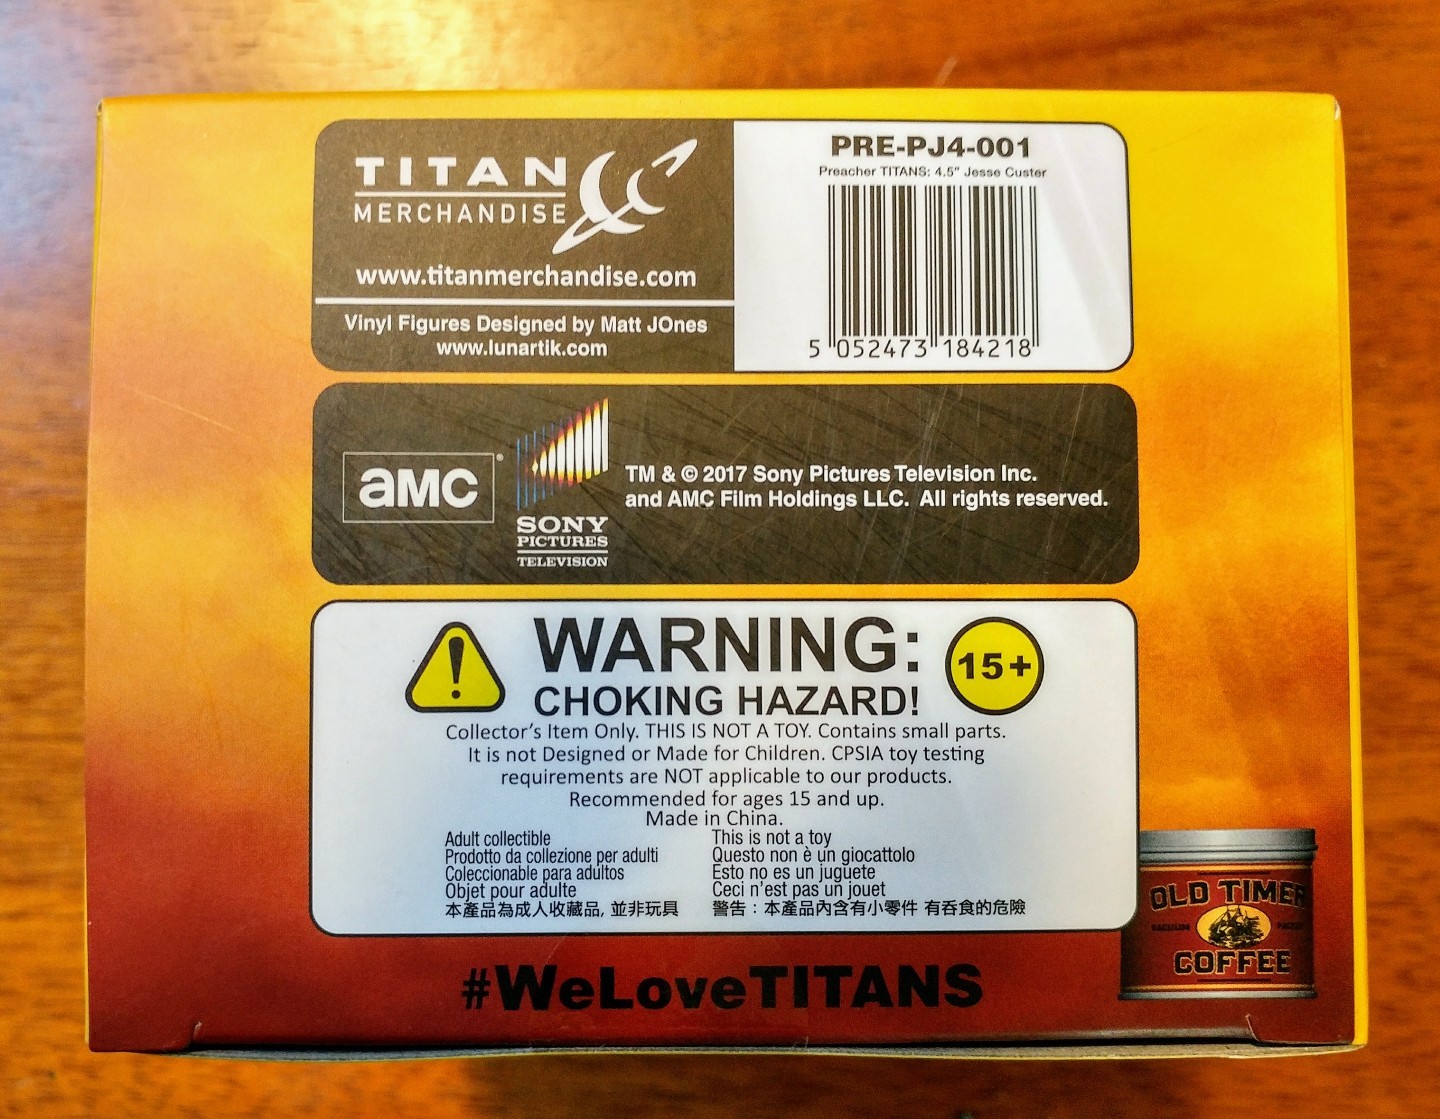 TITAN
MERCHANDISE
www.titanmerchandise.com
Vinyl Figures Designed by Matt JOnes
www.lunartik.com
PRE-PJ4-001
Preacher TITANS: 4.5" Jesse Custer
5 052473 184218
aMC
SONY
PICTURES
TELEVISION
TM & © 2017 Sony Pictures Television Inc.
and AMC Film Holdings LLC. All rights reserved.
WARNING:
CHOKING HAZARD!
15+
Collector's Item Only. THIS IS NOT A TOY. Contains small parts.
It is not Designed or Made for Children. CPSIA toy testing
requirements are NOT applicable to our products.
Recommended for ages 15 and up.
Made in China.
Adult collectible
Prodotto da collezione per adulti
Coleccionable para adultos
Objet pour adulte
本產品為成人收藏品, 並非玩具
This is not a toy
Questo non è un giocattolo
Esto no es un juguete
Ceci n'est pas un jouet
警告：本產品內含有小零件 有吞食的危險
OLD TIMER
COFFEE
#WeLoveTITANS